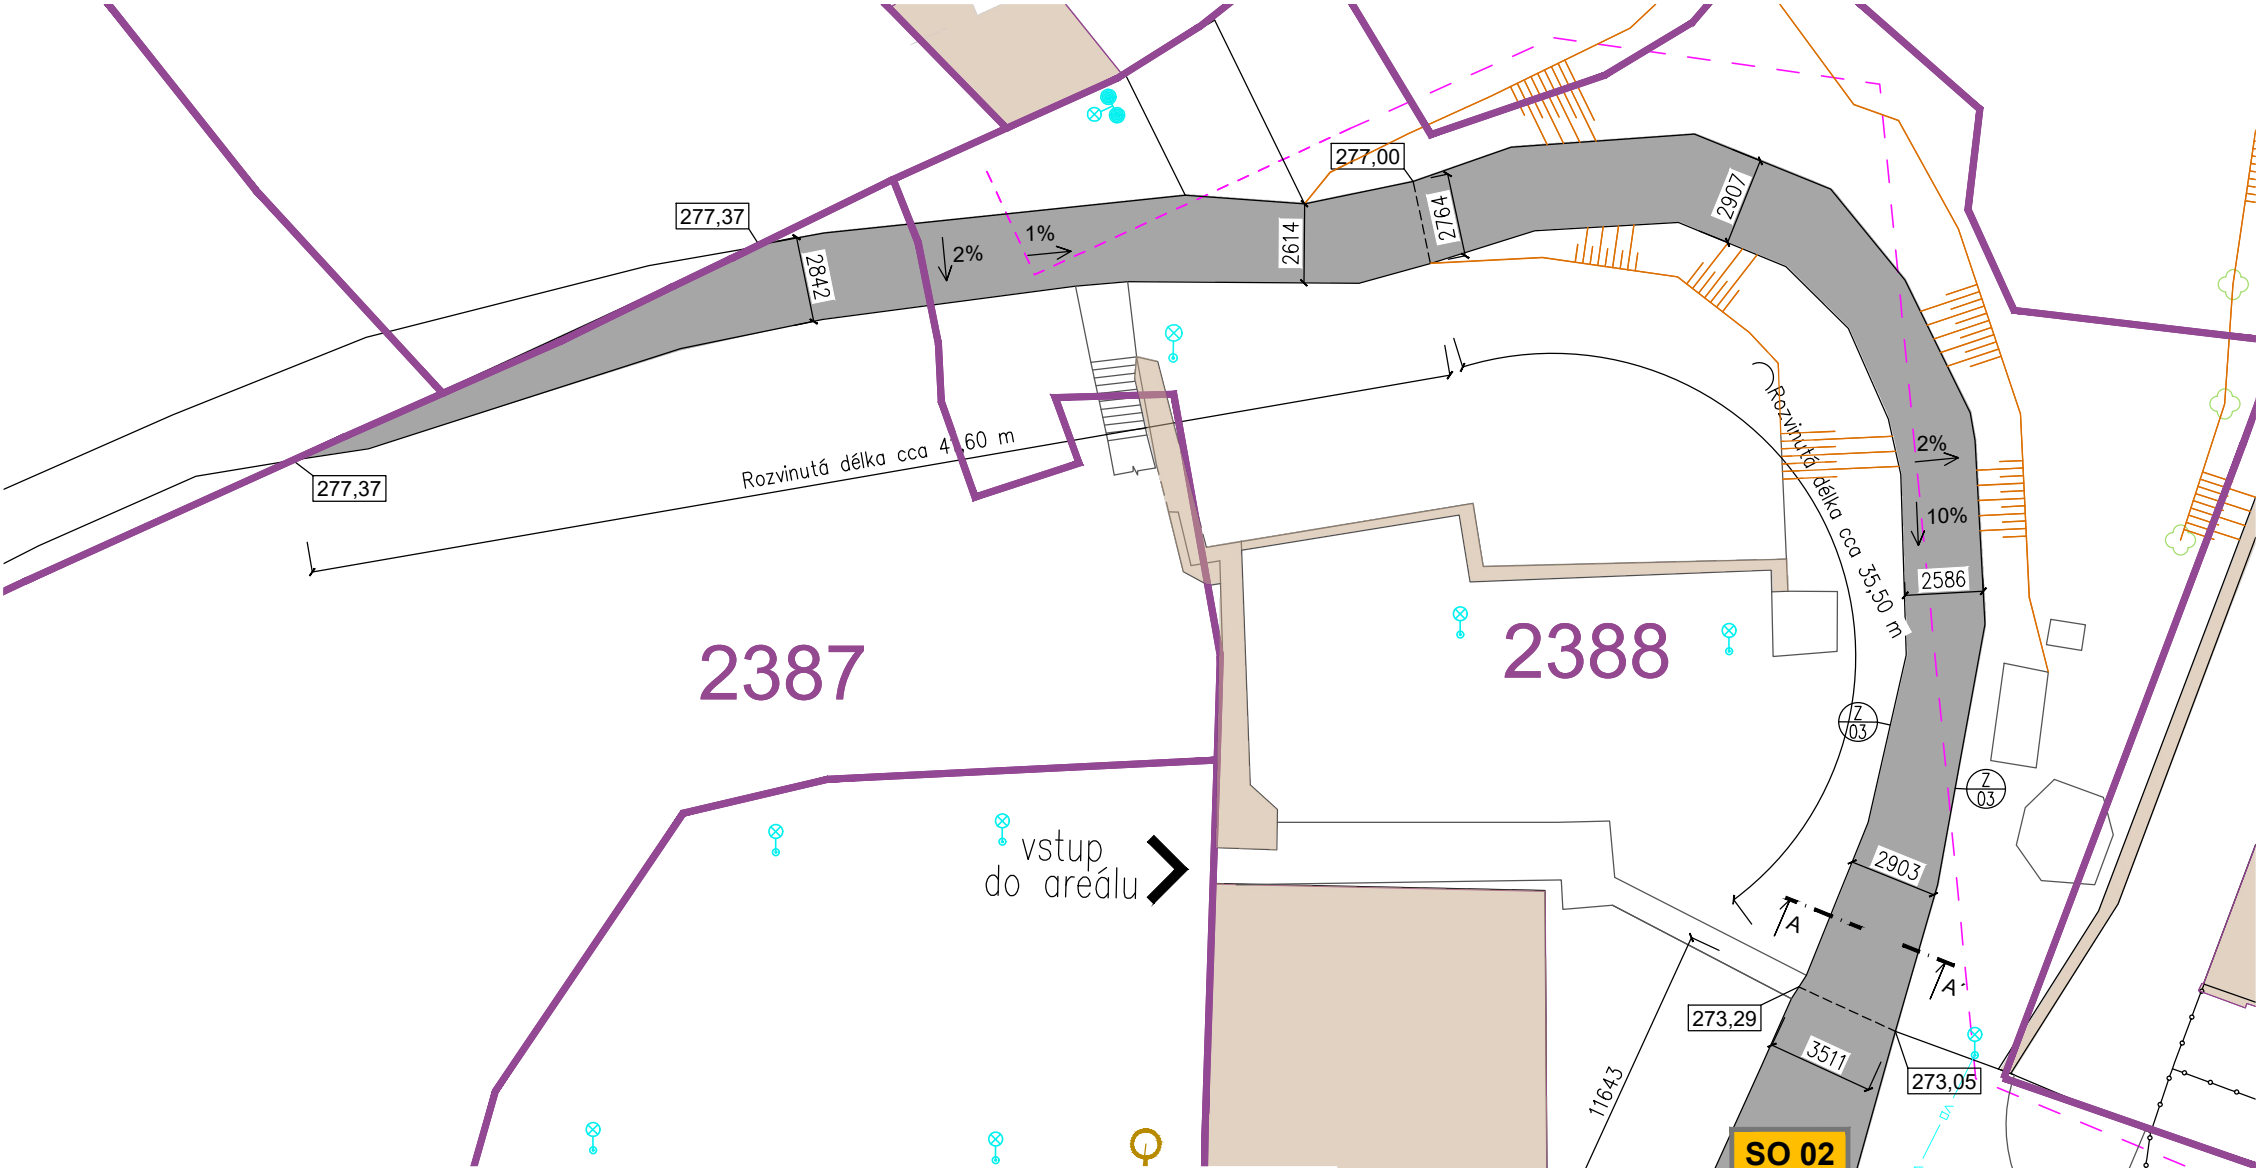 277,00
2907
277,37
2764
2%
1%
2614
2842
Rozvinutá délka cca 4 ,60 m
277,37
Rozvinutá délka cca 35,50 m
2%
10%
2586
2387
2388
Z
03
Z
03
vstup
do areálu
2903
A
A'
273,29
3511
273,05
11643
VO
SO 02